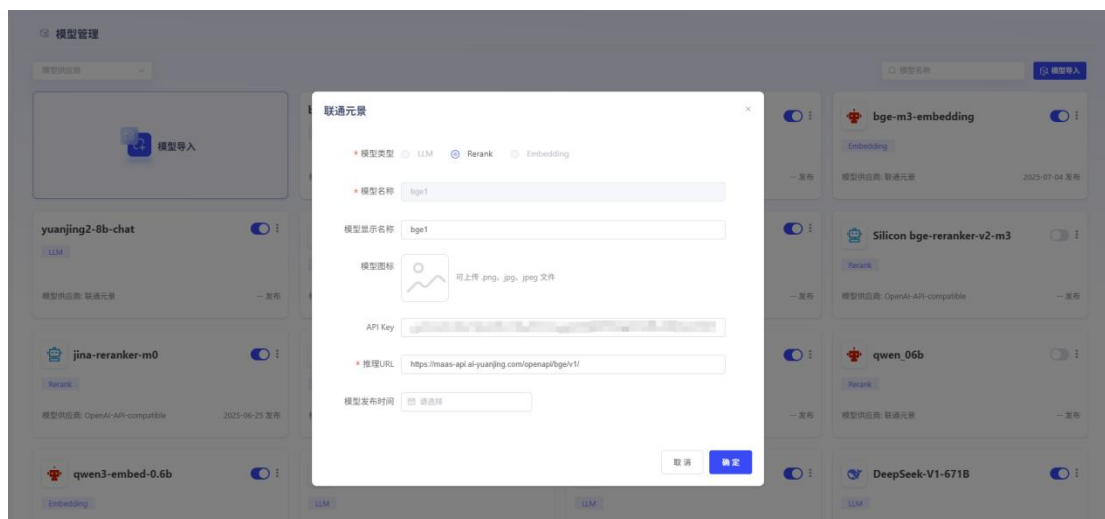 模型管理
模型供应商
模型名称
模型导入
模型导入
bge-m3-embedding
Embedding
模型供应商: 联通元景
2025-07-04 发布
-- 发布
yuanjing2-8b-chat
LLM
模型供应商: 联通元景
-- 发布
Silicon bge-reranker-v2-m3
Rerank
模型供应商: OpenAI-API-compatible
-- 发布
-- 发布
jina-reranker-m0
Rerank
模型供应商: OpenAI-API-compatible
2025-06-25 发布
qwen_06b
Rerank
模型供应商: 联通元景
-- 发布
-- 发布
qwen3-embed-0.6b
Embedding
LLM
LLM
DeepSeek-V1-671B
LLM
联通元景
* 模型类型
LLM
Rerank
Embedding
* 模型名称
bge1
模型显示名称
bge1
模型图标
可上传 .png、jpg、jpeg 文件
API Key
* 推理URL
https://maas-api.ai-yuanjing.com/openapi/bge/v1/
模型发布时间
请选择
取消
确定